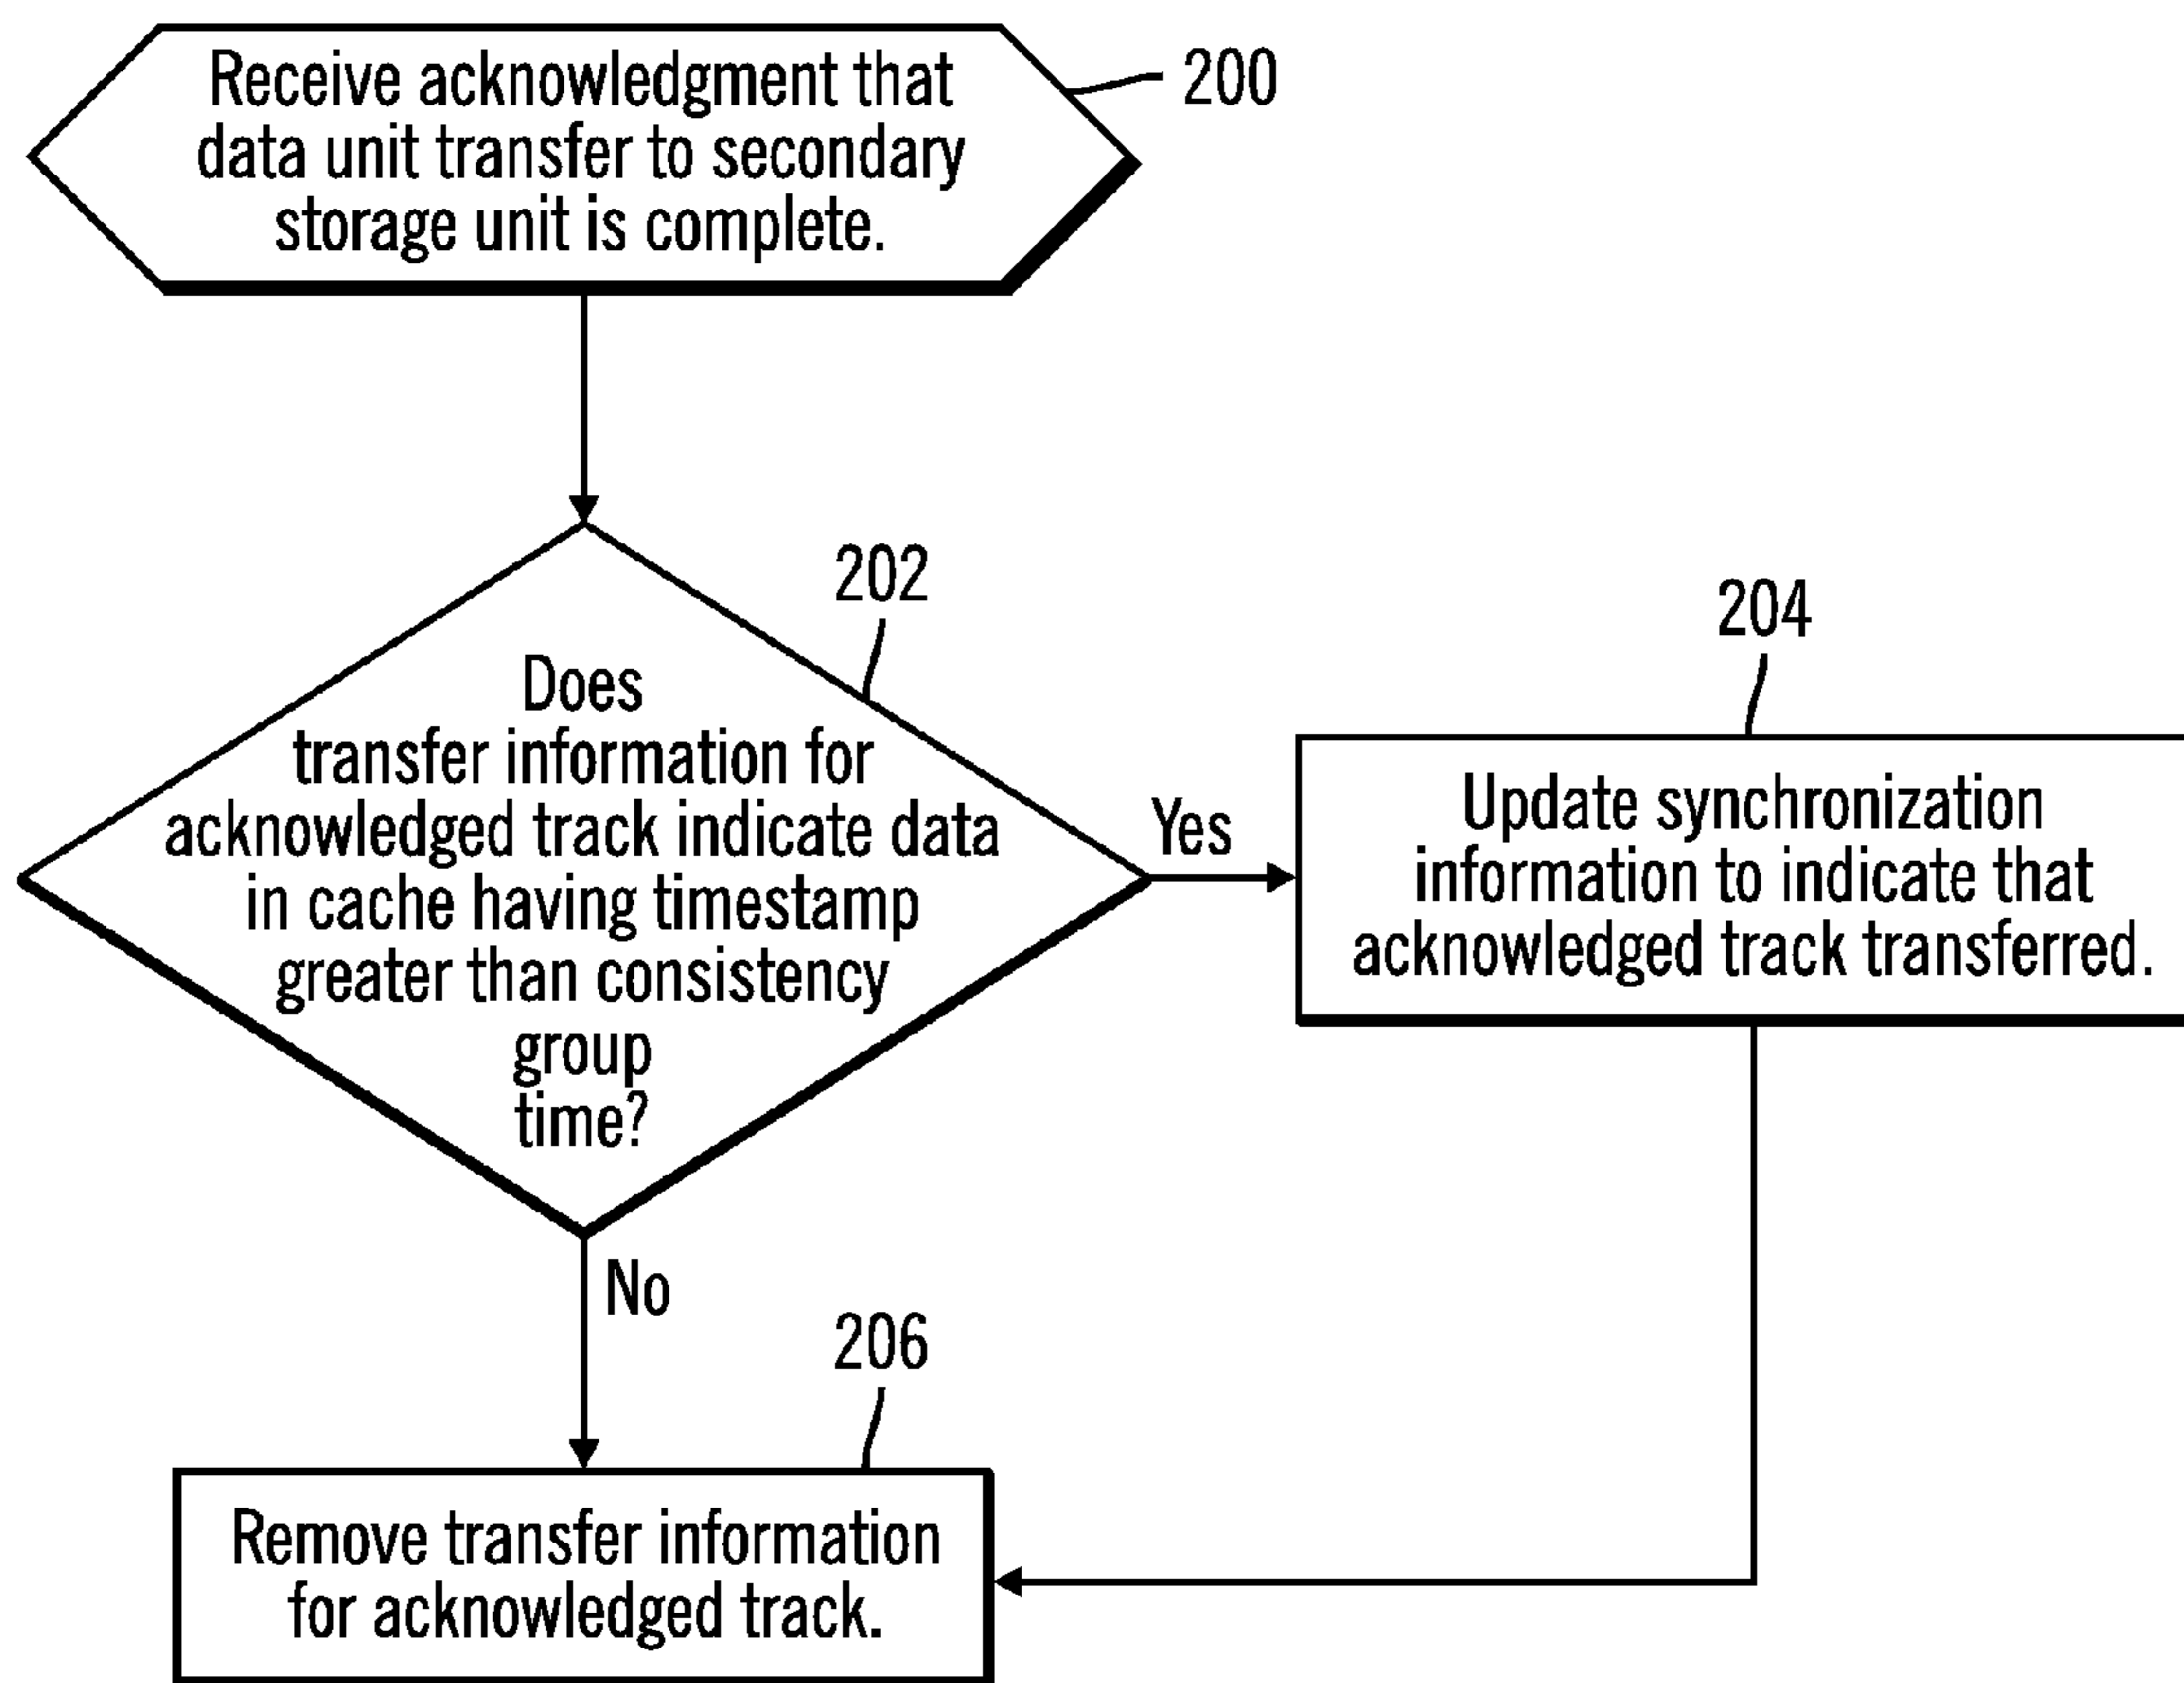 Receive acknowledgment that
data unit transfer to secondary
storage unit is complete.
200
202
Does
transfer information for
acknowledged track indicate data
in cache having timestamp
greater than consistency
group
time?
Yes
204
Update synchronization
information to indicate that
acknowledged track transferred.
No
206
Remove transfer information
for acknowledged track.